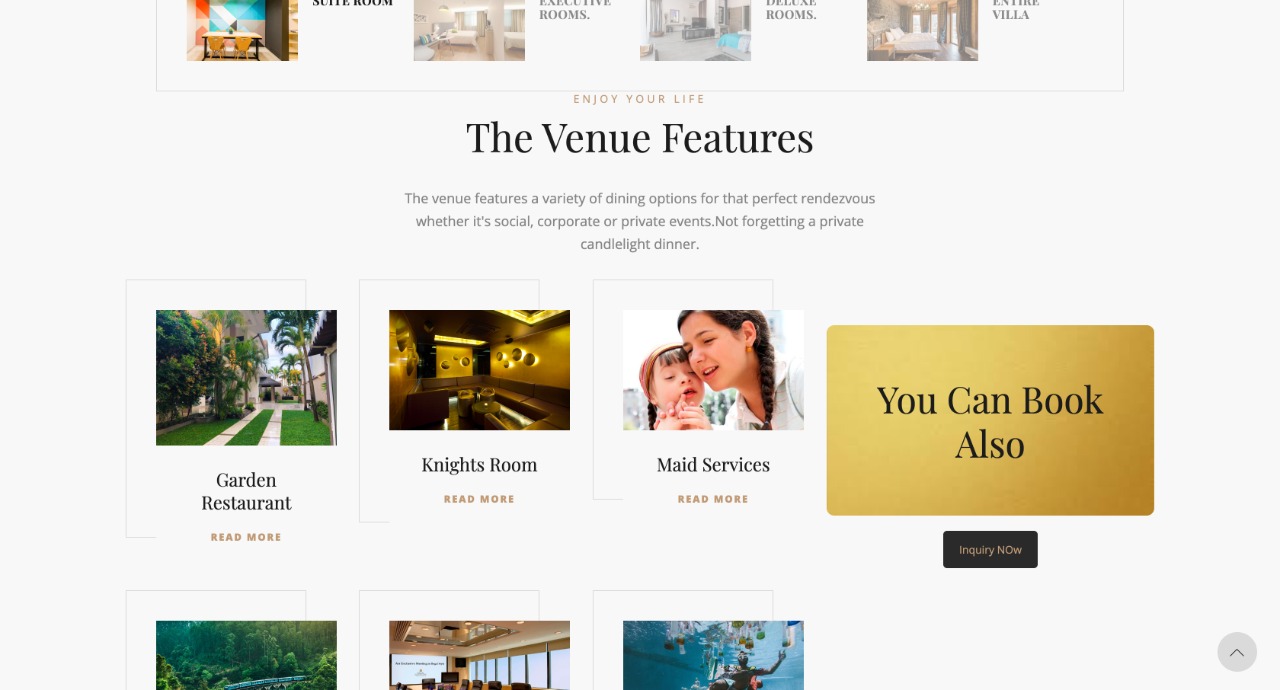 SUITE ROOM
EXECUTIVE
ROOMS.
DELUXE
ROOMS.
ENTIRE
VILLA
ENJOY YOUR LIFE
The Venue Features
The venue features a variety of dining options for that perfect rendezvous
whether it's social, corporate or private events.Not forgetting a private
candlelight dinner.
Garden
Restaurant
READ MORE
Knights Room
READ MORE
Maid Services
READ MORE
You Can Book
Also
Inquiry NOw